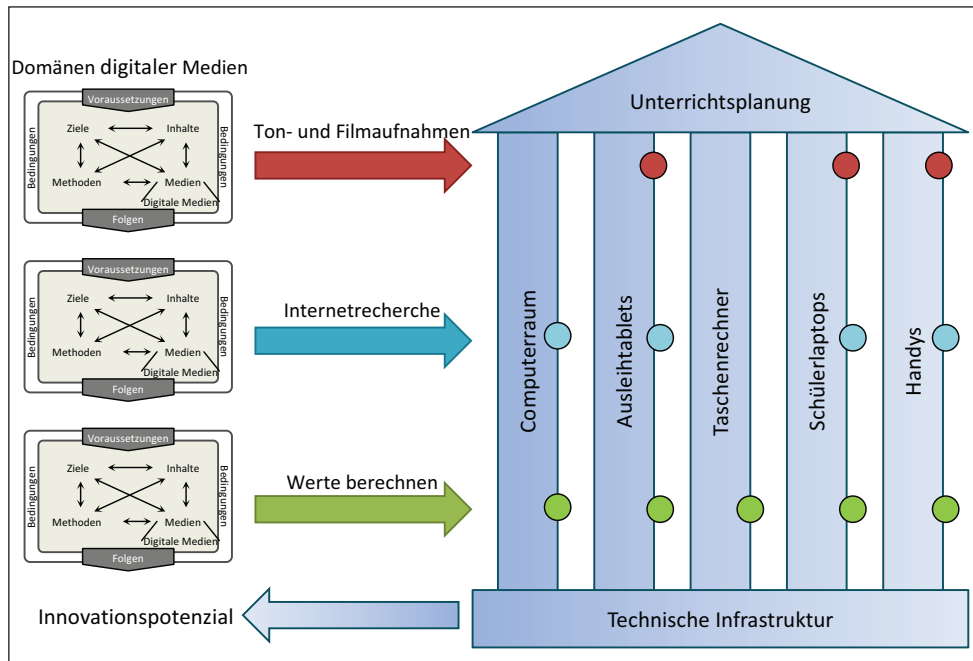 Domänen digitaler Medien
Voraussetzungen
Bedingungen
Ziele
Inhalte
Bedingungen
Methoden
Medien
Digitale Medien
Folgen
Voraussetzungen
Bedingungen
Ziele
Inhalte
Bedingungen
Methoden
Medien
Digitale Medien
Folgen
Voraussetzungen
Bedingungen
Ziele
Inhalte
Bedingungen
Methoden
Medien
Digitale Medien
Folgen
Innovationspotenzial
Ton- und Filmaufnahmen
Internetrecherche
Werte berechnen
Unterrichtsplanung
Computerraum
Ausleihtablets
Taschenrechner
Schülerlaptops
Handys
Technische Infrastruktur